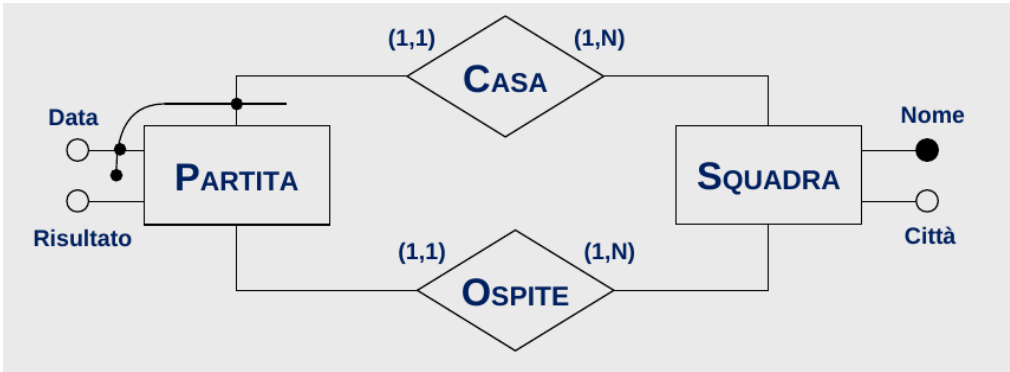 (1,1)
(1,N)
CASA
Data
Nome
PARTITA
SQUADRA
Risultato
Città
(1,1)
(1,N)
OSPITE